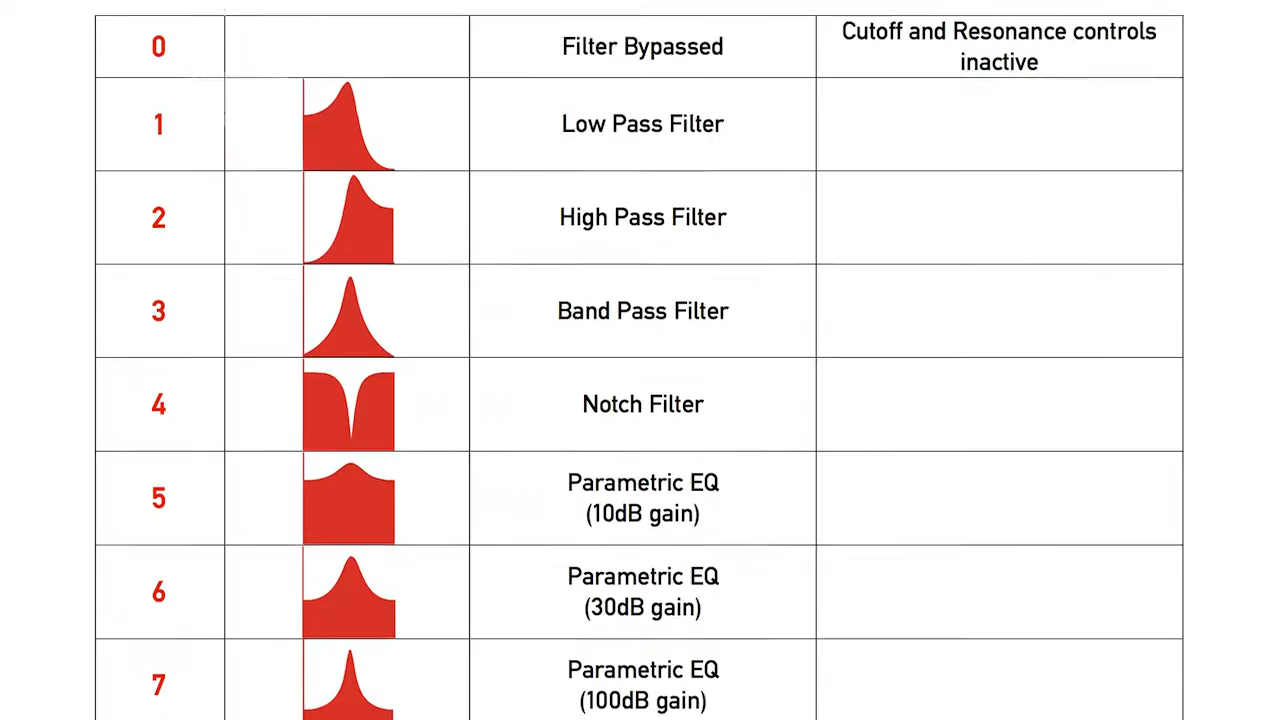 0
Filter Bypassed
Cutoff and Resonance controls
inactive
1
Low Pass Filter
2
High Pass Filter
3
Band Pass Filter
4
Notch Filter
5
Parametric EQ
(10dB gain)
6
Parametric EQ
(30dB gain)
7
Parametric EQ
(100dB gain)